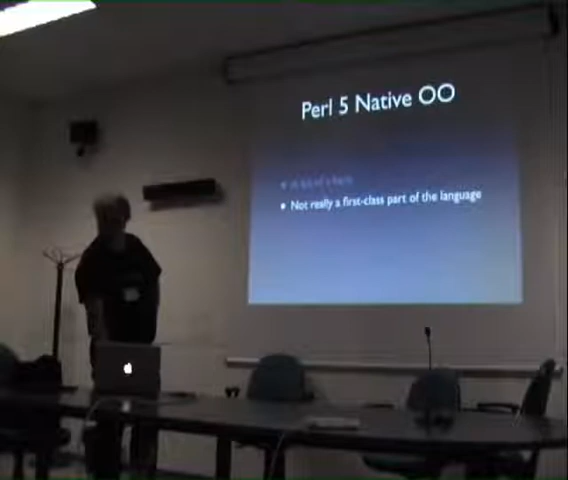 Perl 5 Native OO
Not really a first-class part of the language